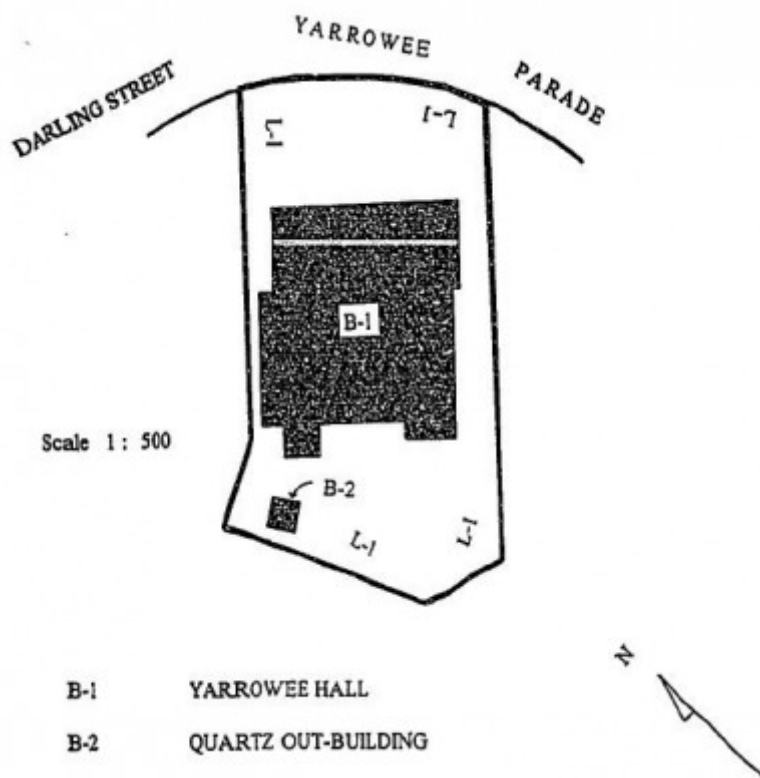 YARROWEE
DARLING STREET
PARADE
L-1
L-1
B-1
Scale 1 : 500
B-2
L-1
L-1
N
B-1 YARROWEE HALL
B-2 QUARTZ OUT-BUILDING